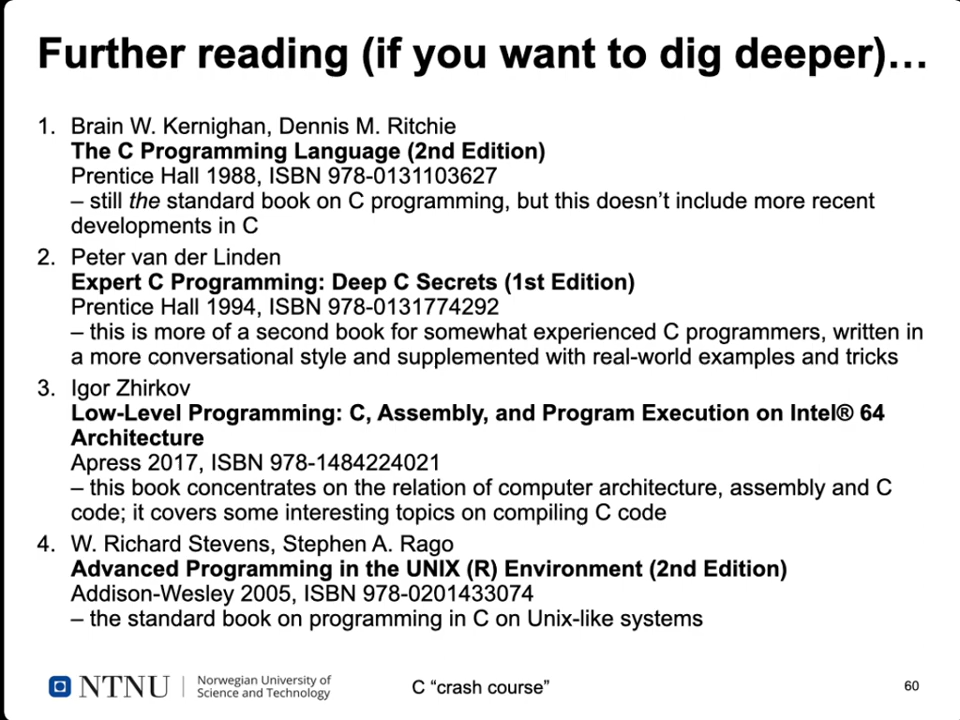 Further reading (if you want to dig deeper)…
1. Brain W. Kernighan, Dennis M. Ritchie
The C Programming Language (2nd Edition)
Prentice Hall 1988, ISBN 978-0131103627
– still the standard book on C programming, but this doesn’t include more recent
developments in C
2. Peter van der Linden
Expert C Programming: Deep C Secrets (1st Edition)
Prentice Hall 1994, ISBN 978-0131774292
– this is more of a second book for somewhat experienced C programmers, written in
a more conversational style and supplemented with real-world examples and tricks
3. Igor Zhirkov
Low-Level Programming: C, Assembly, and Program Execution on Intel® 64
Architecture
Apress 2017, ISBN 978-1484224021
– this book concentrates on the relation of computer architecture, assembly and C
code; it covers some interesting topics on compiling C code
4. W. Richard Stevens, Stephen A. Rago
Advanced Programming in the UNIX (R) Environment (2nd Edition)
Addison-Wesley 2005, ISBN 978-0201433074
– the standard book on programming in C on Unix-like systems
NTNU
Norwegian University of
Science and Technology
C “crash course”
60